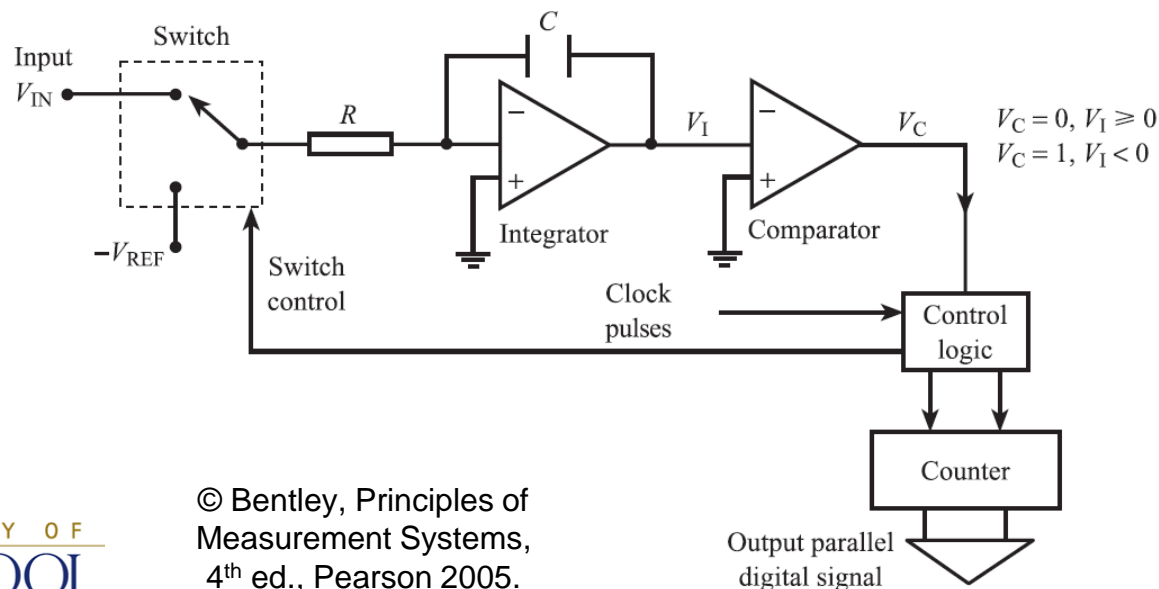 Switch
Input
V_IN
−V_REF
R
C
−
+
Integrator
V_I
−
+
Comparator
V_C
V_C = 0, V_I ⩾ 0
V_C = 1, V_I < 0
Switch
control
Clock
pulses
Control
logic
Counter
Output parallel
digital signal
© Bentley, Principles of
Measurement Systems,
4th ed., Pearson 2005.
Y OF